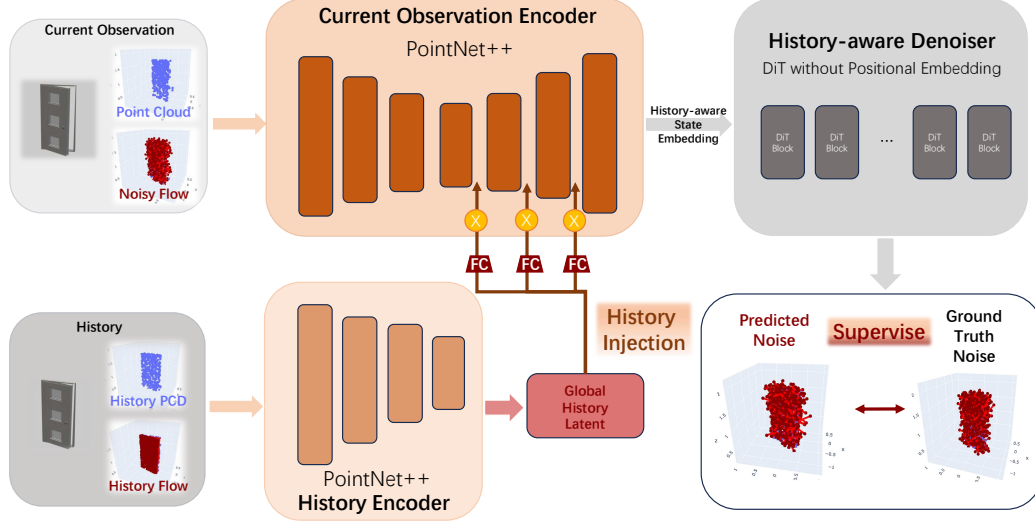 Current Observation
Point Cloud
Noisy Flow
Current Observation Encoder
PointNet++
History-aware
State
Embedding
History-aware Denoiser
DiT without Positional Embedding
DiT
Block
DiT
Block
...
DiT
Block
DiT
Block
X
X
X
FC
FC
FC
History
History PCD
History Flow
PointNet++
History Encoder
Global
History
Latent
History
Injection
Predicted
Noise
Supervise
Ground
Truth
Noise